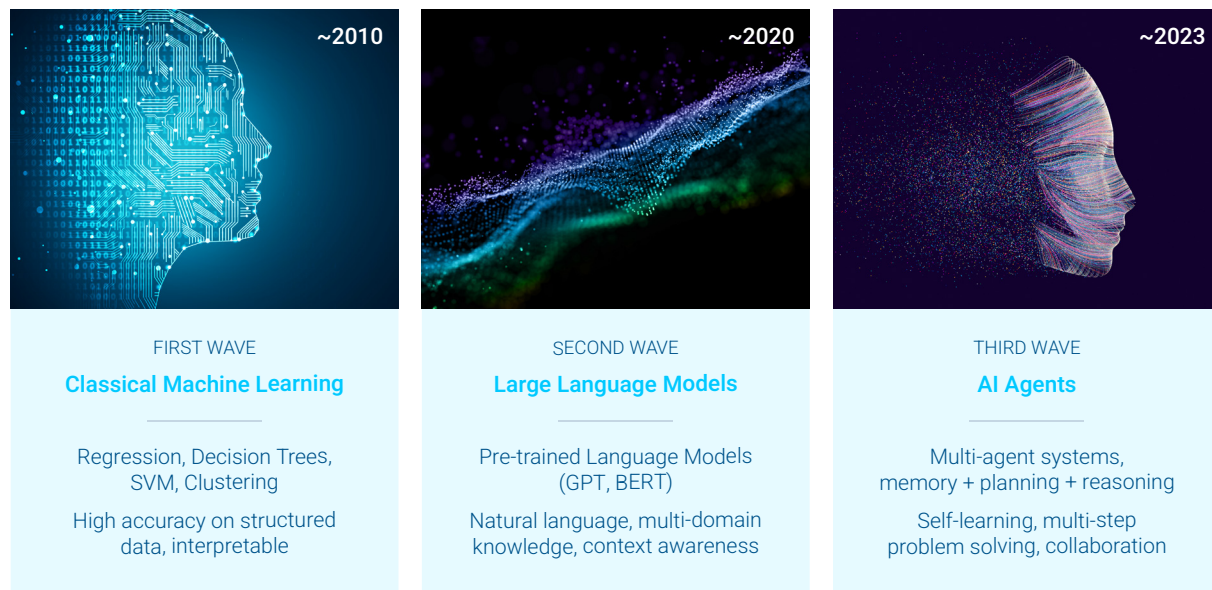 ~2010
FIRST WAVE
Classical Machine Learning
Regression, Decision Trees,
SVM, Clustering
High accuracy on structured
data, interpretable
~2020
SECOND WAVE
Large Language Models
Pre-trained Language Models
(GPT, BERT)
Natural language, multi-domain
knowledge, context awareness
~2023
THIRD WAVE
AI Agents
Multi-agent systems,
memory + planning + reasoning
Self-learning, multi-step
problem solving, collaboration